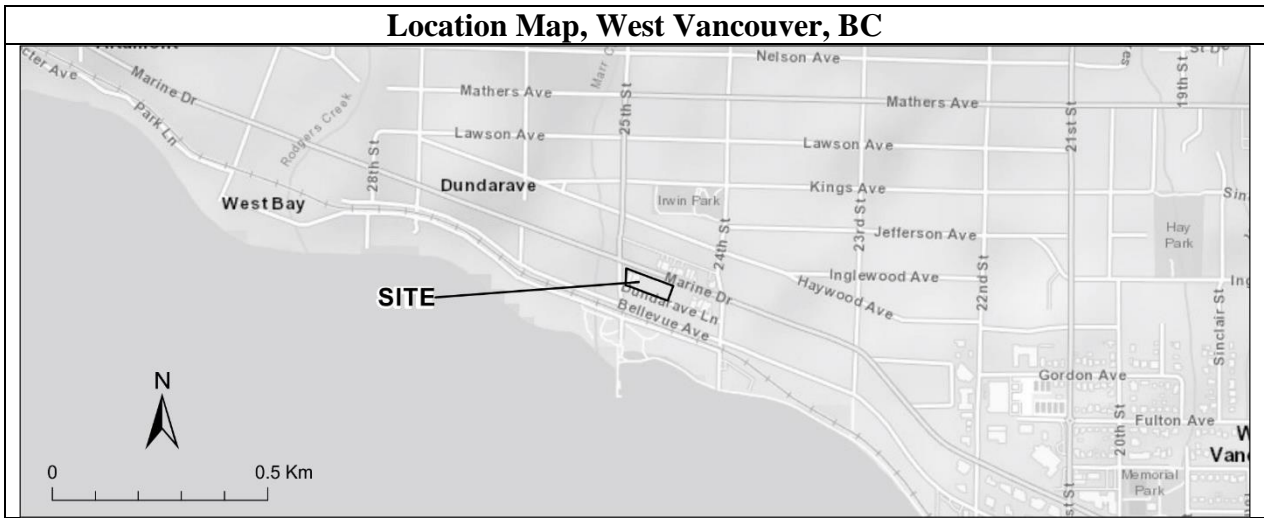 Location Map, West Vancouver, BC
Nelson Ave
Marine Dr
Mathers Ave
Mathers Ave
19th St
Park Ln
Rodgers Creek
25th St
21st St
Lawson Ave
Lawson Ave
28th St
Dundarave
Kings Ave
West Bay
Irwin Park
24th St
23rd St
Jefferson Ave
Hay
Park
Inglewood Ave
22nd St
Haywood Ave
Marine Dr
SITE
Dundarave Ln
Bellevue Ave
Sinclair St
N
Gordon Ave
20th St
Fulton Ave
0
0.5 Km
Memorial
Park